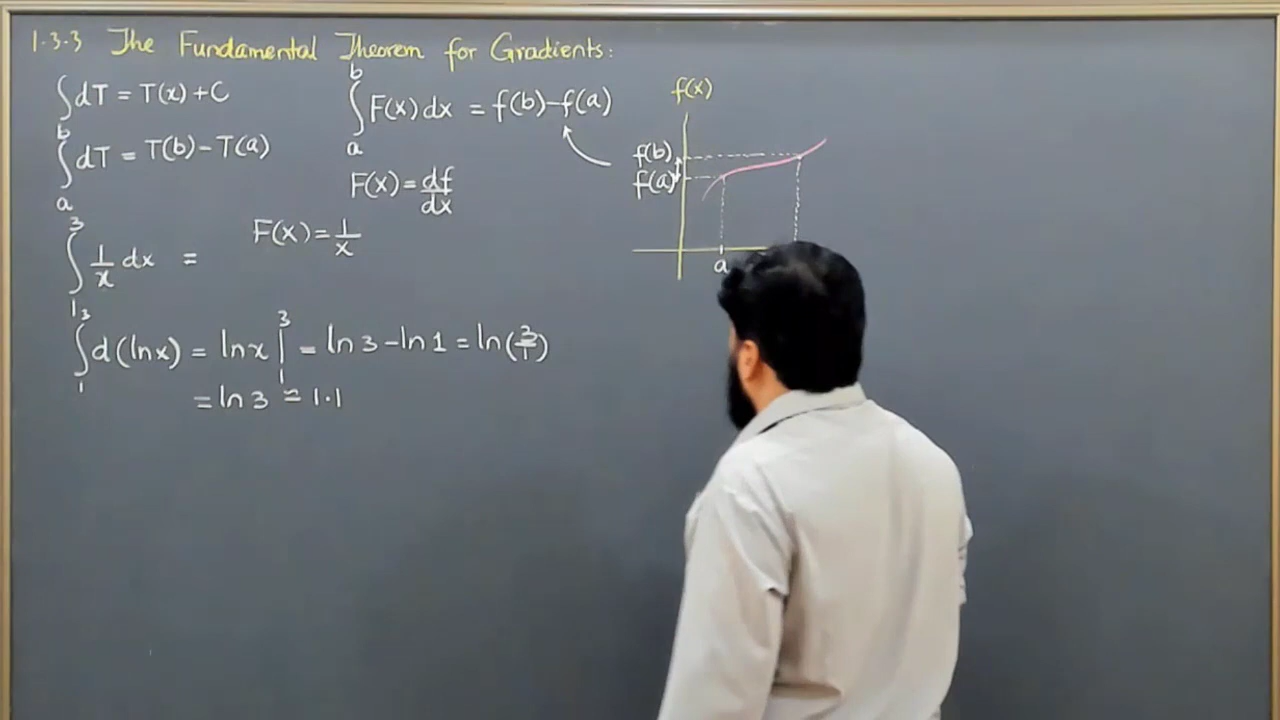 1.3.3 The Fundamental Theorem for Gradients:
∫dT = T(x) + C
∫_a^b dT = T(b) - T(a)
∫_a^b F(x) dx = f(b) - f(a)
F(x) = df/dx
F(x) = 1/x
∫_1^3 1/x dx =
∫_1^3 d(ln x) = ln x |_1^3 = ln 3 - ln 1 = ln(3/1)
= ln 3 ≃ 1.1
f(x)
f(b)
f(a)
a